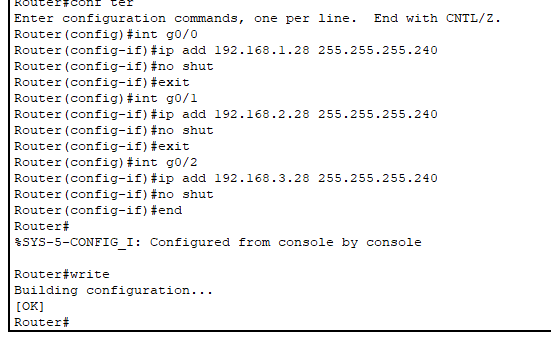 Router#conf ter
Enter configuration commands, one per line.  End with CNTL/Z.
Router(config)#int g0/0
Router(config-if)#ip add 192.168.1.28 255.255.255.240
Router(config-if)#no shut
Router(config-if)#exit
Router(config)#int g0/1
Router(config-if)#ip add 192.168.2.28 255.255.255.240
Router(config-if)#no shut
Router(config-if)#exit
Router(config)#int g0/2
Router(config-if)#ip add 192.168.3.28 255.255.255.240
Router(config-if)#no shut
Router(config-if)#end
Router#
%SYS-5-CONFIG_I: Configured from console by console
Router#write
Building configuration...
[OK]
Router#